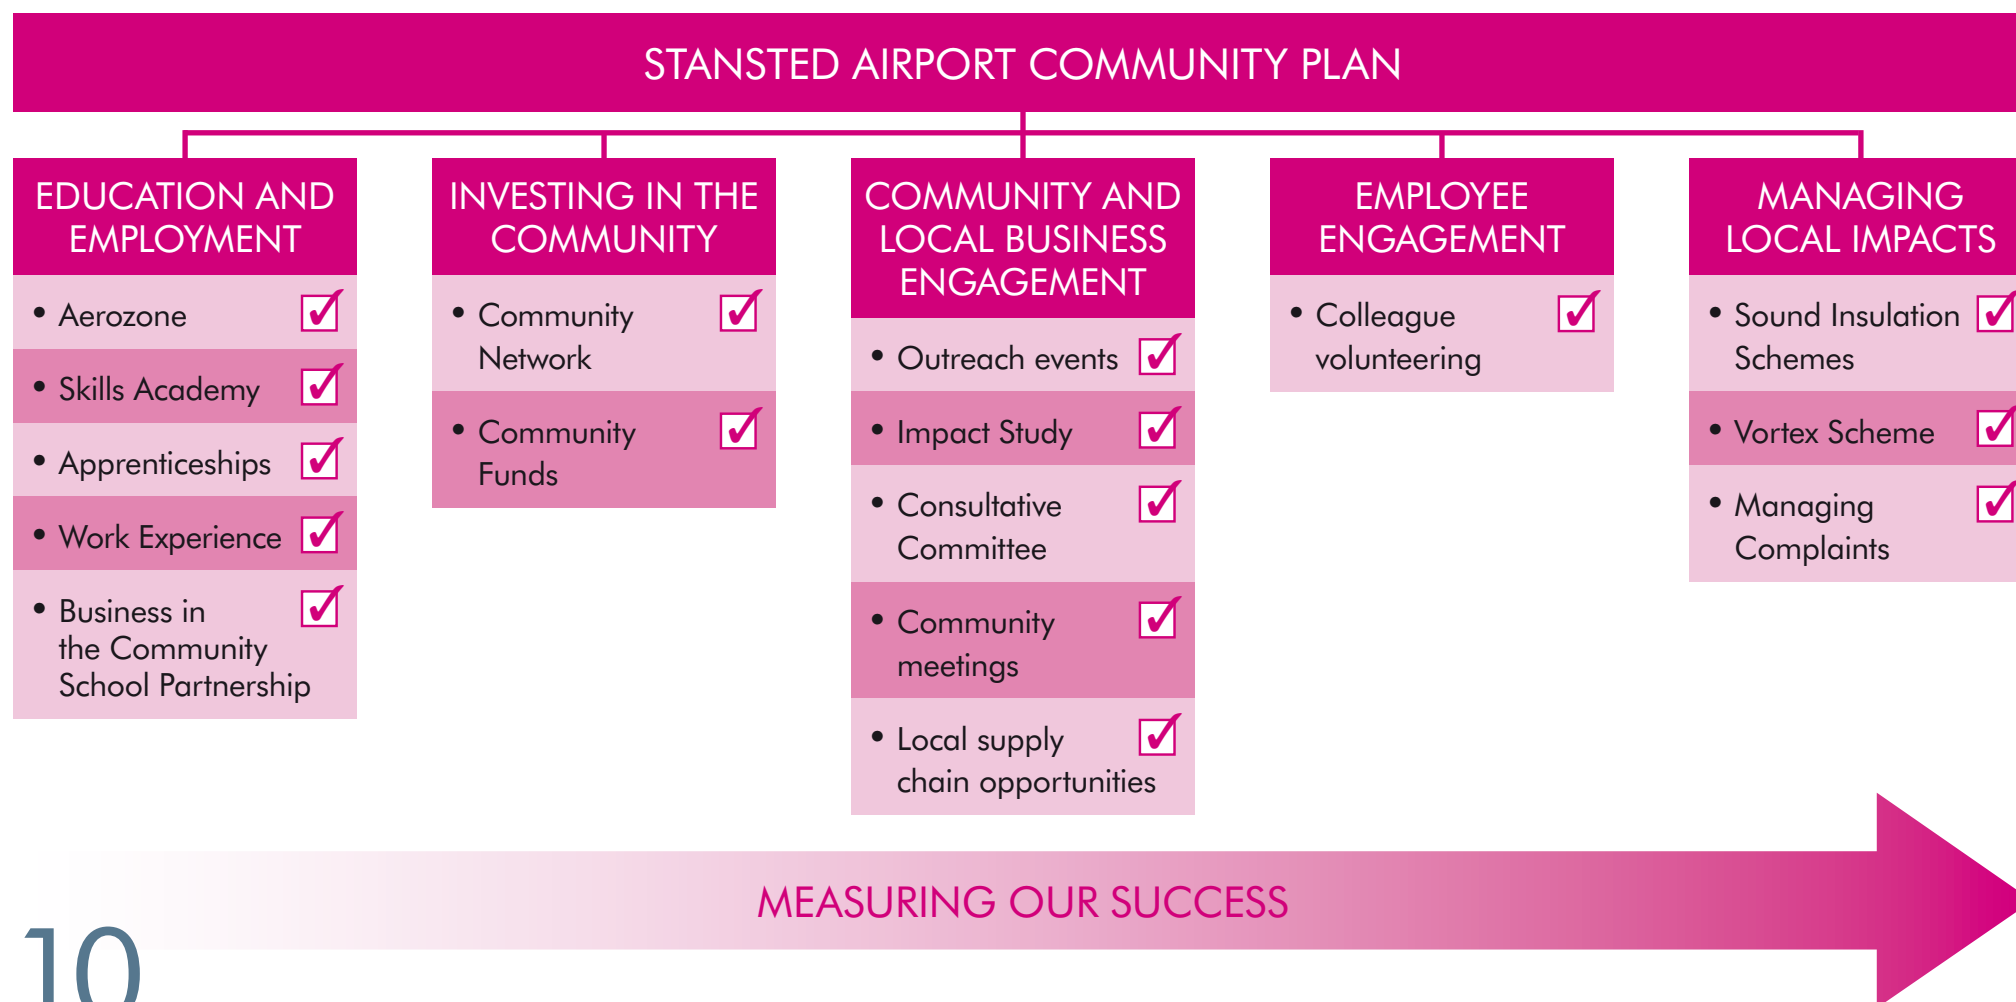 STANSTED AIRPORT COMMUNITY PLAN
EDUCATION AND
EMPLOYMENT
• Aerozone
• Skills Academy
• Apprenticeships
• Work Experience
• Business in
the Community
School Partnership
INVESTING IN THE
COMMUNITY
• Community
Network
• Community
Funds
COMMUNITY AND
LOCAL BUSINESS
ENGAGEMENT
• Outreach events
• Impact Study
• Consultative
Committee
• Community
meetings
• Local supply
chain opportunities
EMPLOYEE
ENGAGEMENT
• Colleague
volunteering
MANAGING
LOCAL IMPACTS
• Sound Insulation
Schemes
• Vortex Scheme
• Managing
Complaints
MEASURING OUR SUCCESS
10